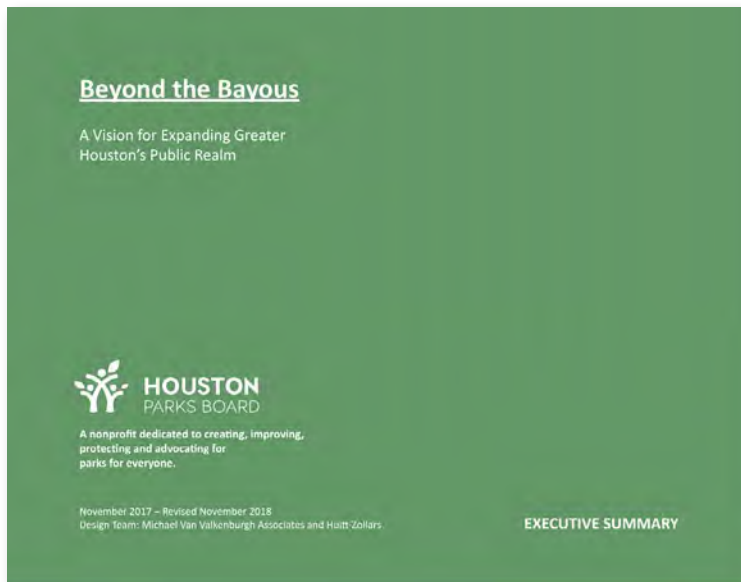 Beyond the Bayous
A Vision for Expanding Greater
Houston's Public Realm
HOUSTON
PARKS BOARD
A nonprofit dedicated to creating, improving,
protecting and advocating for
parks for everyone.
November 2017 – Revised November 2018
Design Team: Michael Van Valkenburgh Associates and Huitt-Zollars
EXECUTIVE SUMMARY